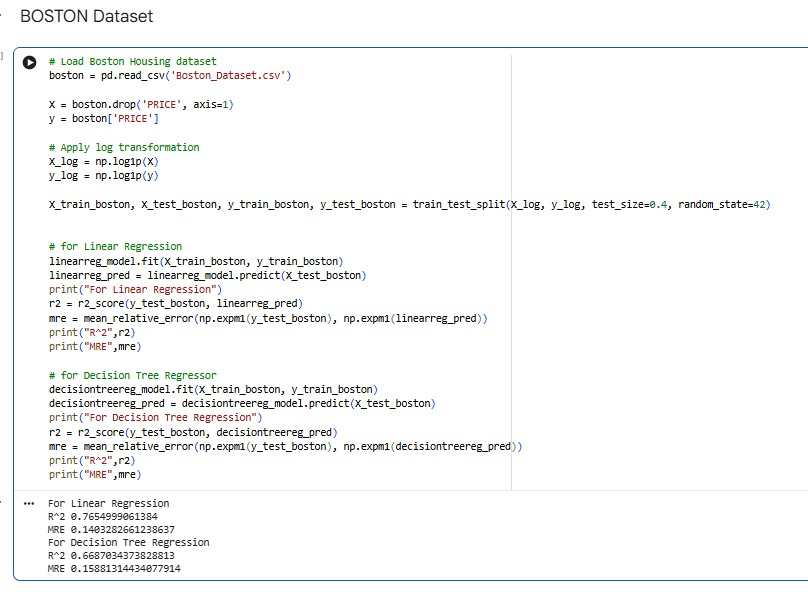 BOSTON Dataset
# Load Boston Housing dataset
boston = pd.read_csv('Boston_Dataset.csv')
X = boston.drop('PRICE', axis=1)
y = boston['PRICE']
# Apply log transformation
X_log = np.log1p(X)
y_log = np.log1p(y)
X_train_boston, X_test_boston, y_train_boston, y_test_boston = train_test_split(X_log, y_log, test_size=0.4, random_state=42)
# for Linear Regression
linearreg_model.fit(X_train_boston, y_train_boston)
linearreg_pred = linearreg_model.predict(X_test_boston)
print("For Linear Regression")
r2 = r2_score(y_test_boston, linearreg_pred)
mre = mean_relative_error(np.expm1(y_test_boston), np.expm1(linearreg_pred))
print("R^2",r2)
print("MRE",mre)
# for Decision Tree Regressor
decisiontreereg_model.fit(X_train_boston, y_train_boston)
decisiontreereg_pred = decisiontreereg_model.predict(X_test_boston)
print("For Decision Tree Regression")
r2 = r2_score(y_test_boston, decisiontreereg_pred)
mre = mean_relative_error(np.expm1(y_test_boston), np.expm1(decisiontreereg_pred))
print("R^2",r2)
print("MRE",mre)
For Linear Regression
R^2 0.7654999061384
MRE 0.1403282661238637
For Decision Tree Regression
R^2 0.6687034373828813
MRE 0.15881314434077914